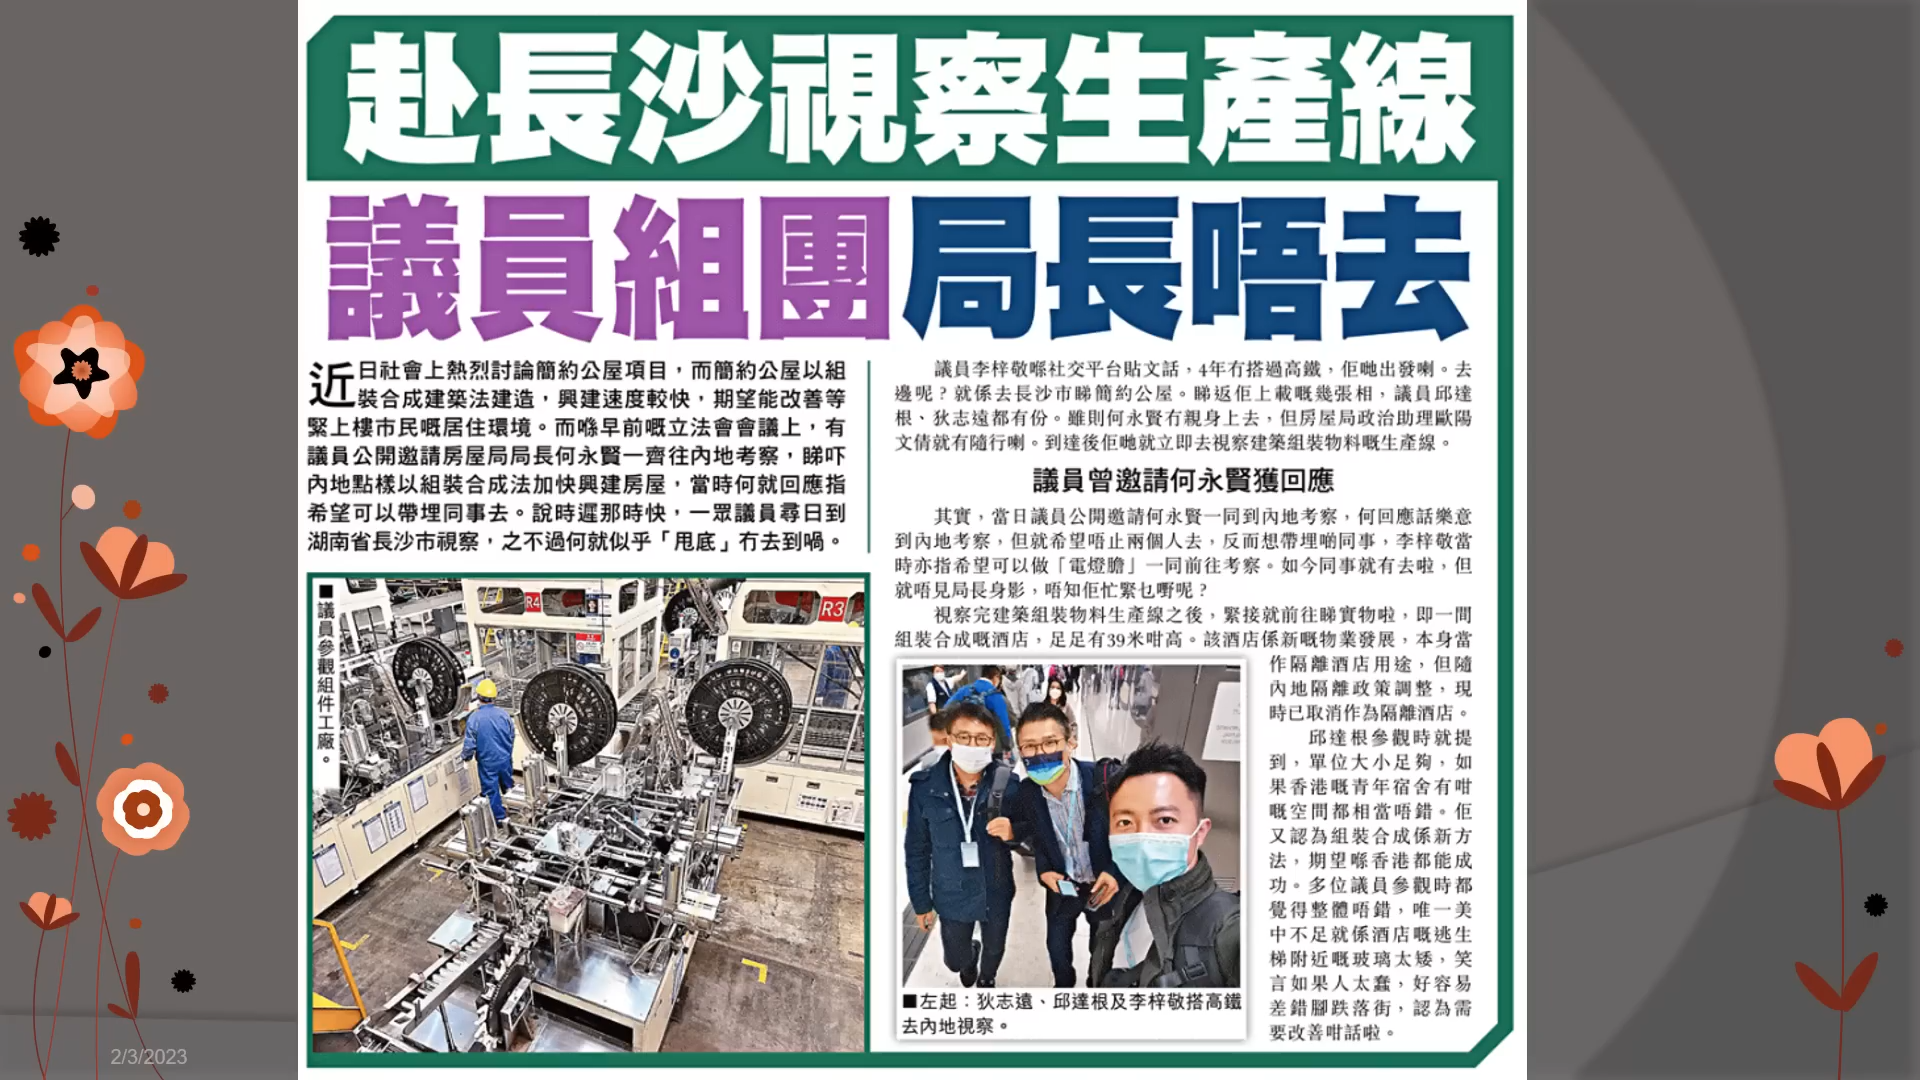 赴長沙視察生產線
議員組團局長唔去
近日社會上熱烈討論簡約公屋項目，而簡約公屋以組
裝合成建築法建造，興建速度較快，期望能改善等
緊上樓市民嘅居住環境。而喺早前嘅立法會會議上，有
議員公開邀請房屋局局長何永賢一齊往內地考察，睇吓
內地點樣以組裝合成法加快興建房屋，當時何就回應指
希望可以帶埋同事去。說時遲那時快，一眾議員尋日到
湖南省長沙市視察，之不過何就似乎「甩底」冇去到喎。
■議員參觀組件工廠。
R4
R3
議員李梓敬喺社交平台貼文話，4年冇搭過高鐵，佢哋出發喇。去
邊呢？就係去長沙市睇簡約公屋。睇返佢上載嘅幾張相，議員邱達
根、狄志遠都有份。雖則何永賢冇親身上去，但房屋局政治助理歐陽
文倩就有隨行喇。到達後佢哋就立即去視察建築組裝物料嘅生產線。
議員曾邀請何永賢獲回應
其實，當日議員公開邀請何永賢一同到內地考察，何回應話樂意
到內地考察，但就希望唔止兩個人去，反而想帶埋啲同事，李梓敬當
時亦指希望可以做「電燈膽」一同前往考察。如今同事就有去啦，但
就唔見局長身影，唔知佢忙緊乜嘢呢？
視察完建築組裝物料生產線之後，緊接就前往睇實物啦，即一間
組裝合成嘅酒店，足足有39米咁高。該酒店係新嘅物業發展，本身當
作隔離酒店用途，但隨
內地隔離政策調整，現
時已取消作為隔離酒店。
邱達根參觀時就提
到，單位大小足夠，如
果香港嘅青年宿舍有咁
嘅空間都相當唔錯。佢
又認為組裝合成係新方
法，期望喺香港都能成
功。多位議員參觀時都
覺得整體唔錯，唯一美
中不足就係酒店嘅逃生
梯附近嘅玻璃太矮，笑
言如果人太蠢，好容易
差錯腳跌落街，認為需
要改善咁話啦。
■左起：狄志遠、邱達根及李梓敬搭高鐵
去內地視察。
2/3/2023